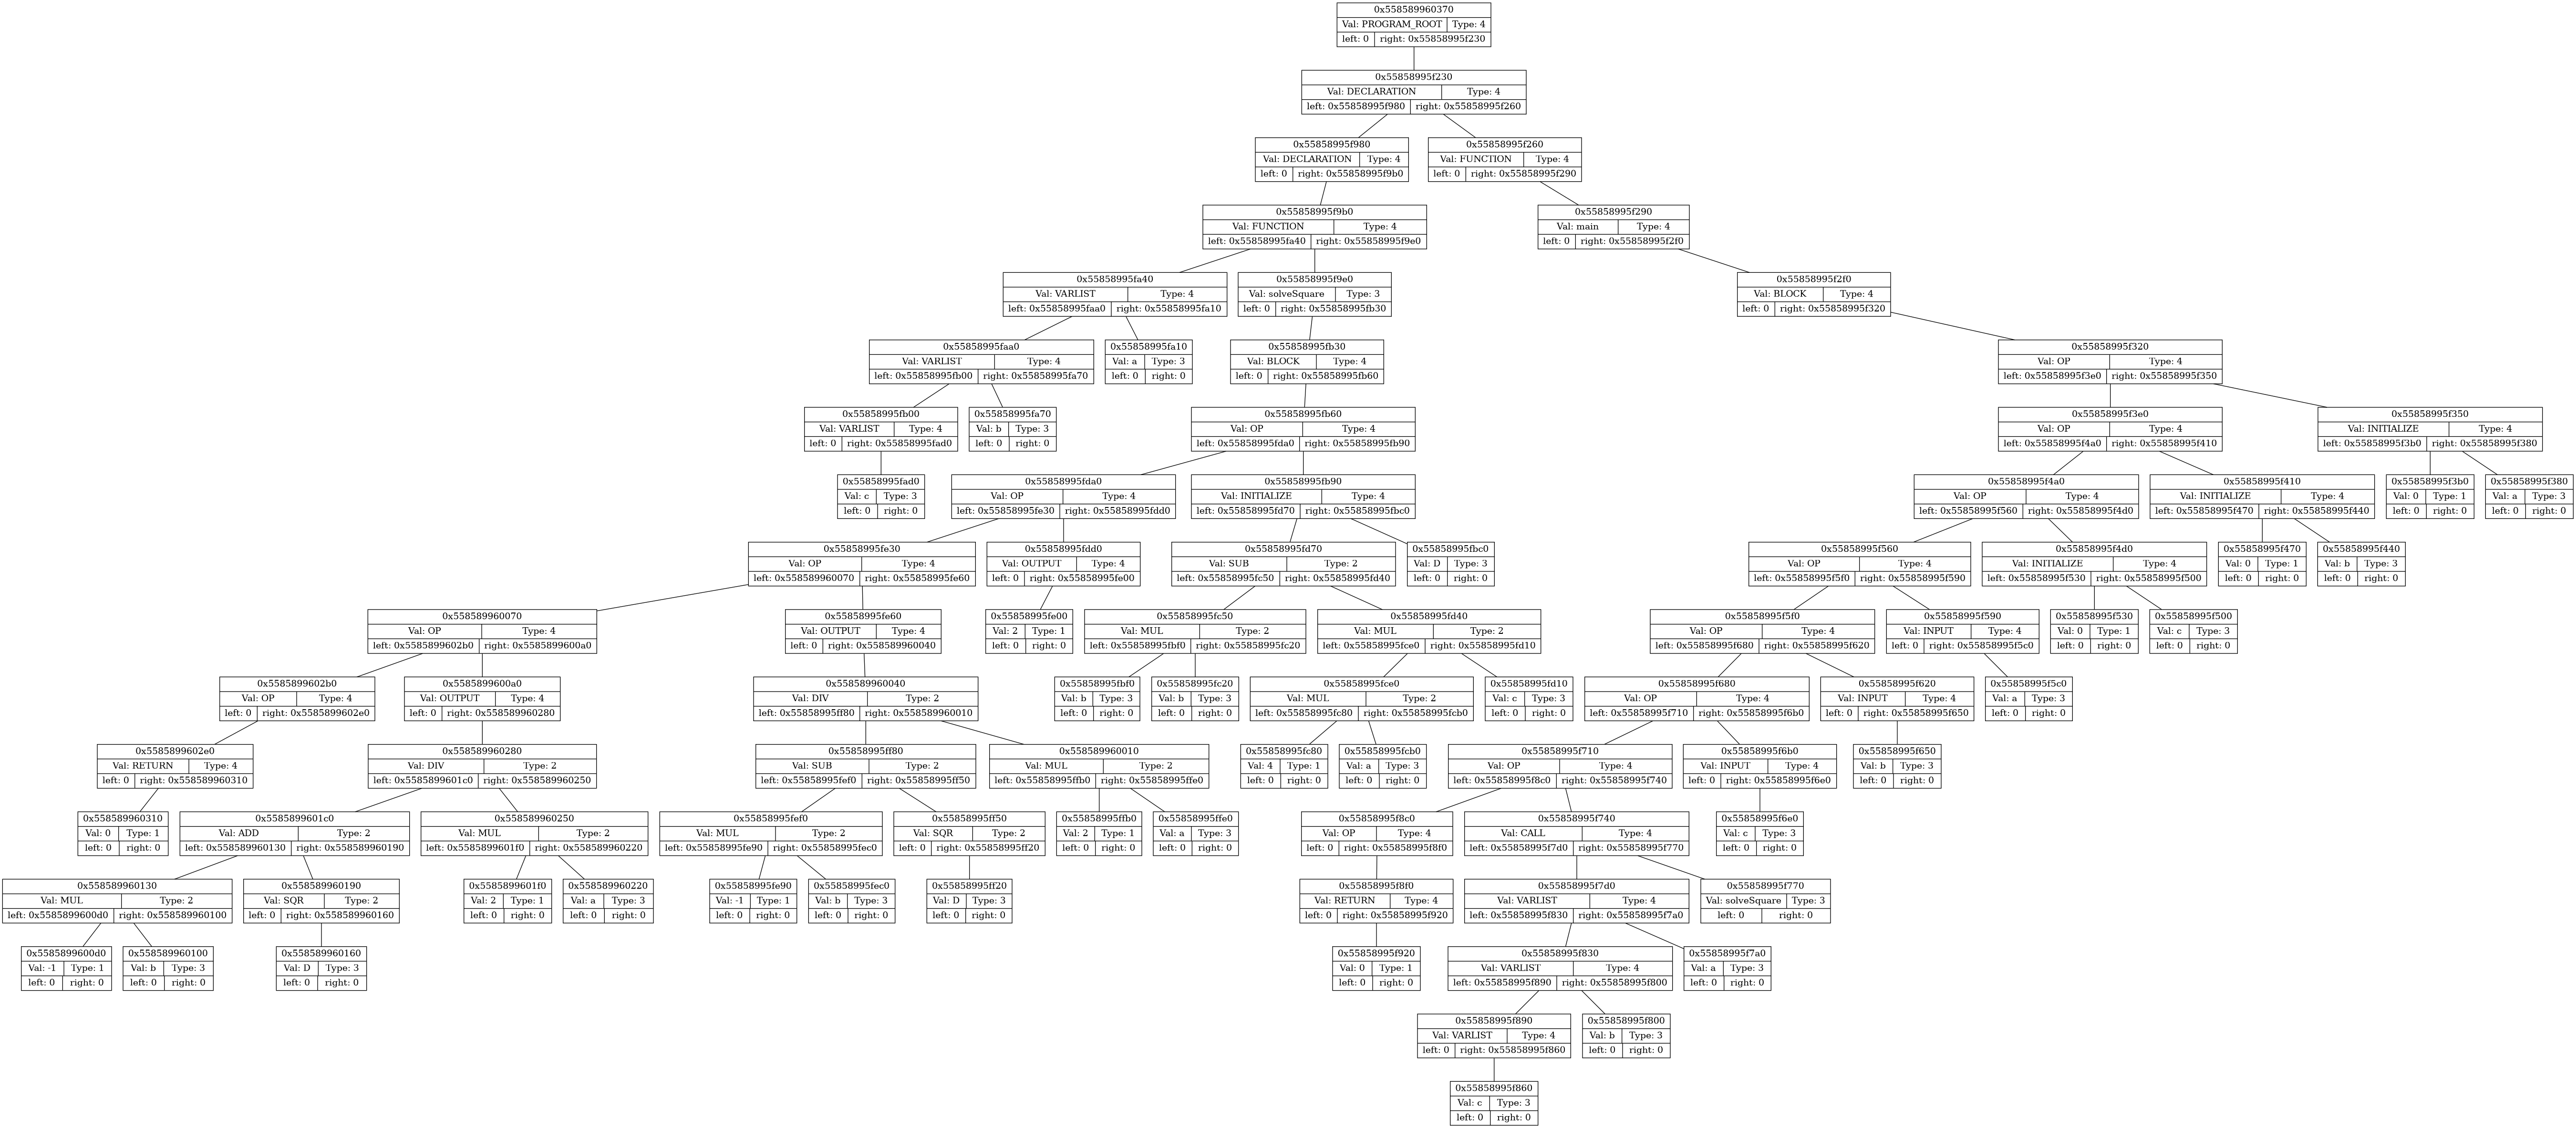 0x558589960370
Val: PROGRAM_ROOT Type: 4
left: 0 right: 0x55858995f230
0x55858995f230
Val: DECLARATION Type: 4
left: 0x55858995f980 right: 0x55858995f260
0x55858995f980 0x55858995f260
Val: DECLARATION Type: 4 Val: FUNCTION Type: 4
left: 0 right: 0x55858995f9b0 left: 0 right: 0x55858995f290
0x55858995f9b0 0x55858995f290
Val: FUNCTION Type: 4 Val: main Type: 4
left: 0x55858995fa40 right: 0x55858995f9e0 left: 0 right: 0x55858995f2f0
0x55858995fa40 0x55858995f9e0 0x55858995f2f0
Val: VARLIST Type: 4 Val: solveSquare Type: 3 Val: BLOCK Type: 4
left: 0x55858995faa0 right: 0x55858995fa10 left: 0 right: 0x55858995fb30 left: 0 right: 0x55858995f320
0x55858995faa0 0x55858995fa10 0x55858995fb30 0x55858995f320
Val: VARLIST Type: 4 Val: a Type: 3 Val: BLOCK Type: 4 Val: OP Type: 4
left: 0x55858995fb00 right: 0x55858995fa70 left: 0 right: 0 left: 0 right: 0x55858995fb60 left: 0x55858995f3e0 right: 0x55858995f350
0x55858995fb00 0x55858995fa70 0x55858995fb60 0x55858995f3e0 0x55858995f350
Val: VARLIST Type: 4 Val: b Type: 3 Val: OP Type: 4 Val: OP Type: 4 Val: INITIALIZE Type: 4
left: 0 right: 0x55858995fad0 left: 0 right: 0 left: 0x55858995fda0 right: 0x55858995fb90 left: 0x55858995f4a0 right: 0x55858995f410 left: 0x55858995f3b0 right: 0x55858995f380
0x55858995fad0 0x55858995fda0 0x55858995fb90 0x55858995f4a0 0x55858995f410 0x55858995f3b0 0x55858995f380
Val: c Type: 3 Val: OP Type: 4 Val: INITIALIZE Type: 4 Val: OP Type: 4 Val: INITIALIZE Type: 4 Val: 0 Type: 1 Val: a Type: 3
left: 0 right: 0 left: 0x55858995fe30 right: 0x55858995fdd0 left: 0x55858995fd70 right: 0x55858995fbc0 left: 0x55858995f560 right: 0x55858995f4d0 left: 0x55858995f470 right: 0x55858995f440 left: 0 right: 0 left: 0 right: 0
0x55858995fe30 0x55858995fdd0 0x55858995fd70 0x55858995fbc0 0x55858995f560 0x55858995f4d0 0x55858995f470 0x55858995f440
Val: OP Type: 4 Val: OUTPUT Type: 4 Val: SUB Type: 2 Val: D Type: 3 Val: OP Type: 4 Val: INITIALIZE Type: 4 Val: 0 Type: 1 Val: b Type: 3
left: 0x558589960070 right: 0x55858995fe60 left: 0 right: 0x55858995fe00 left: 0x55858995fc50 right: 0x55858995fd40 left: 0 right: 0 left: 0x55858995f5f0 right: 0x55858995f590 left: 0x55858995f530 right: 0x55858995f500 left: 0 right: 0 left: 0 right: 0
0x558589960070 0x55858995fe60 0x55858995fe00 0x55858995fc50 0x55858995fd40 0x55858995f5f0 0x55858995f590 0x55858995f530 0x55858995f500
Val: OP Type: 4 Val: OUTPUT Type: 4 Val: 2 Type: 1 Val: MUL Type: 2 Val: MUL Type: 2 Val: OP Type: 4 Val: INPUT Type: 4 Val: 0 Type: 1 Val: c Type: 3
left: 0x5585899602b0 right: 0x5585899600a0 left: 0 right: 0x558589960040 left: 0 right: 0 left: 0x55858995fbf0 right: 0x55858995fc20 left: 0x55858995fce0 right: 0x55858995fd10 left: 0x55858995f680 right: 0x55858995f620 left: 0 right: 0x55858995f5c0 left: 0 right: 0 left: 0 right: 0
0x5585899602b0 0x5585899600a0 0x558589960040 0x55858995fbf0 0x55858995fc20 0x55858995fce0 0x55858995fd10 0x55858995f680 0x55858995f620 0x55858995f5c0
Val: OP Type: 4 Val: OUTPUT Type: 4 Val: DIV Type: 2 Val: b Type: 3 Val: b Type: 3 Val: MUL Type: 2 Val: c Type: 3 Val: OP Type: 4 Val: INPUT Type: 4 Val: a Type: 3
left: 0 right: 0x5585899602e0 left: 0 right: 0x558589960280 left: 0x55858995ff80 right: 0x558589960010 left: 0 right: 0 left: 0 right: 0 left: 0x55858995fc80 right: 0x55858995fcb0 left: 0 right: 0 left: 0x55858995f710 right: 0x55858995f6b0 left: 0 right: 0x55858995f650 left: 0 right: 0
0x5585899602e0 0x558589960280 0x55858995ff80 0x558589960010 0x55858995fc80 0x55858995fcb0 0x55858995f710 0x55858995f6b0 0x55858995f650
Val: RETURN Type: 4 Val: DIV Type: 2 Val: SUB Type: 2 Val: MUL Type: 2 Val: 4 Type: 1 Val: a Type: 3 Val: OP Type: 4 Val: INPUT Type: 4 Val: b Type: 3
left: 0 right: 0x558589960310 left: 0x5585899601c0 right: 0x558589960250 left: 0x55858995fef0 right: 0x55858995ff50 left: 0x55858995ffb0 right: 0x55858995ffe0 left: 0 right: 0 left: 0 right: 0 left: 0x55858995f8c0 right: 0x55858995f740 left: 0 right: 0x55858995f6e0 left: 0 right: 0
0x558589960310 0x5585899601c0 0x558589960250 0x55858995fef0 0x55858995ff50 0x55858995ffb0 0x55858995ffe0 0x55858995f8c0 0x55858995f740 0x55858995f6e0
Val: 0 Type: 1 Val: ADD Type: 2 Val: MUL Type: 2 Val: MUL Type: 2 Val: SQR Type: 2 Val: 2 Type: 1 Val: a Type: 3 Val: OP Type: 4 Val: CALL Type: 4 Val: c Type: 3
left: 0 right: 0 left: 0x558589960130 right: 0x558589960190 left: 0x5585899601f0 right: 0x558589960220 left: 0x55858995fe90 right: 0x55858995fec0 left: 0 right: 0x55858995ff20 left: 0 right: 0 left: 0 right: 0 left: 0 right: 0x55858995f8f0 left: 0x55858995f7d0 right: 0x55858995f770 left: 0 right: 0
0x558589960130 0x558589960190 0x5585899601f0 0x558589960220 0x55858995fe90 0x55858995fec0 0x55858995ff20 0x55858995f8f0 0x55858995f7d0 0x55858995f770
Val: MUL Type: 2 Val: SQR Type: 2 Val: 2 Type: 1 Val: a Type: 3 Val: -1 Type: 1 Val: b Type: 3 Val: D Type: 3 Val: RETURN Type: 4 Val: VARLIST Type: 4 Val: solveSquare Type: 3
left: 0x5585899600d0 right: 0x558589960100 left: 0 right: 0x558589960160 left: 0 right: 0 left: 0 right: 0 left: 0 right: 0 left: 0 right: 0 left: 0 right: 0 left: 0 right: 0x55858995f920 left: 0x55858995f830 right: 0x55858995f7a0 left: 0 right: 0
0x5585899600d0 0x558589960100 0x558589960160 0x55858995f920 0x55858995f830 0x55858995f7a0
Val: -1 Type: 1 Val: b Type: 3 Val: D Type: 3 Val: 0 Type: 1 Val: VARLIST Type: 4 Val: a Type: 3
left: 0 right: 0 left: 0 right: 0 left: 0 right: 0 left: 0 right: 0 left: 0x55858995f890 right: 0x55858995f800 left: 0 right: 0
0x55858995f890 0x55858995f800
Val: VARLIST Type: 4 Val: b Type: 3
left: 0 right: 0x55858995f860 left: 0 right: 0
0x55858995f860
Val: c Type: 3
left: 0 right: 0